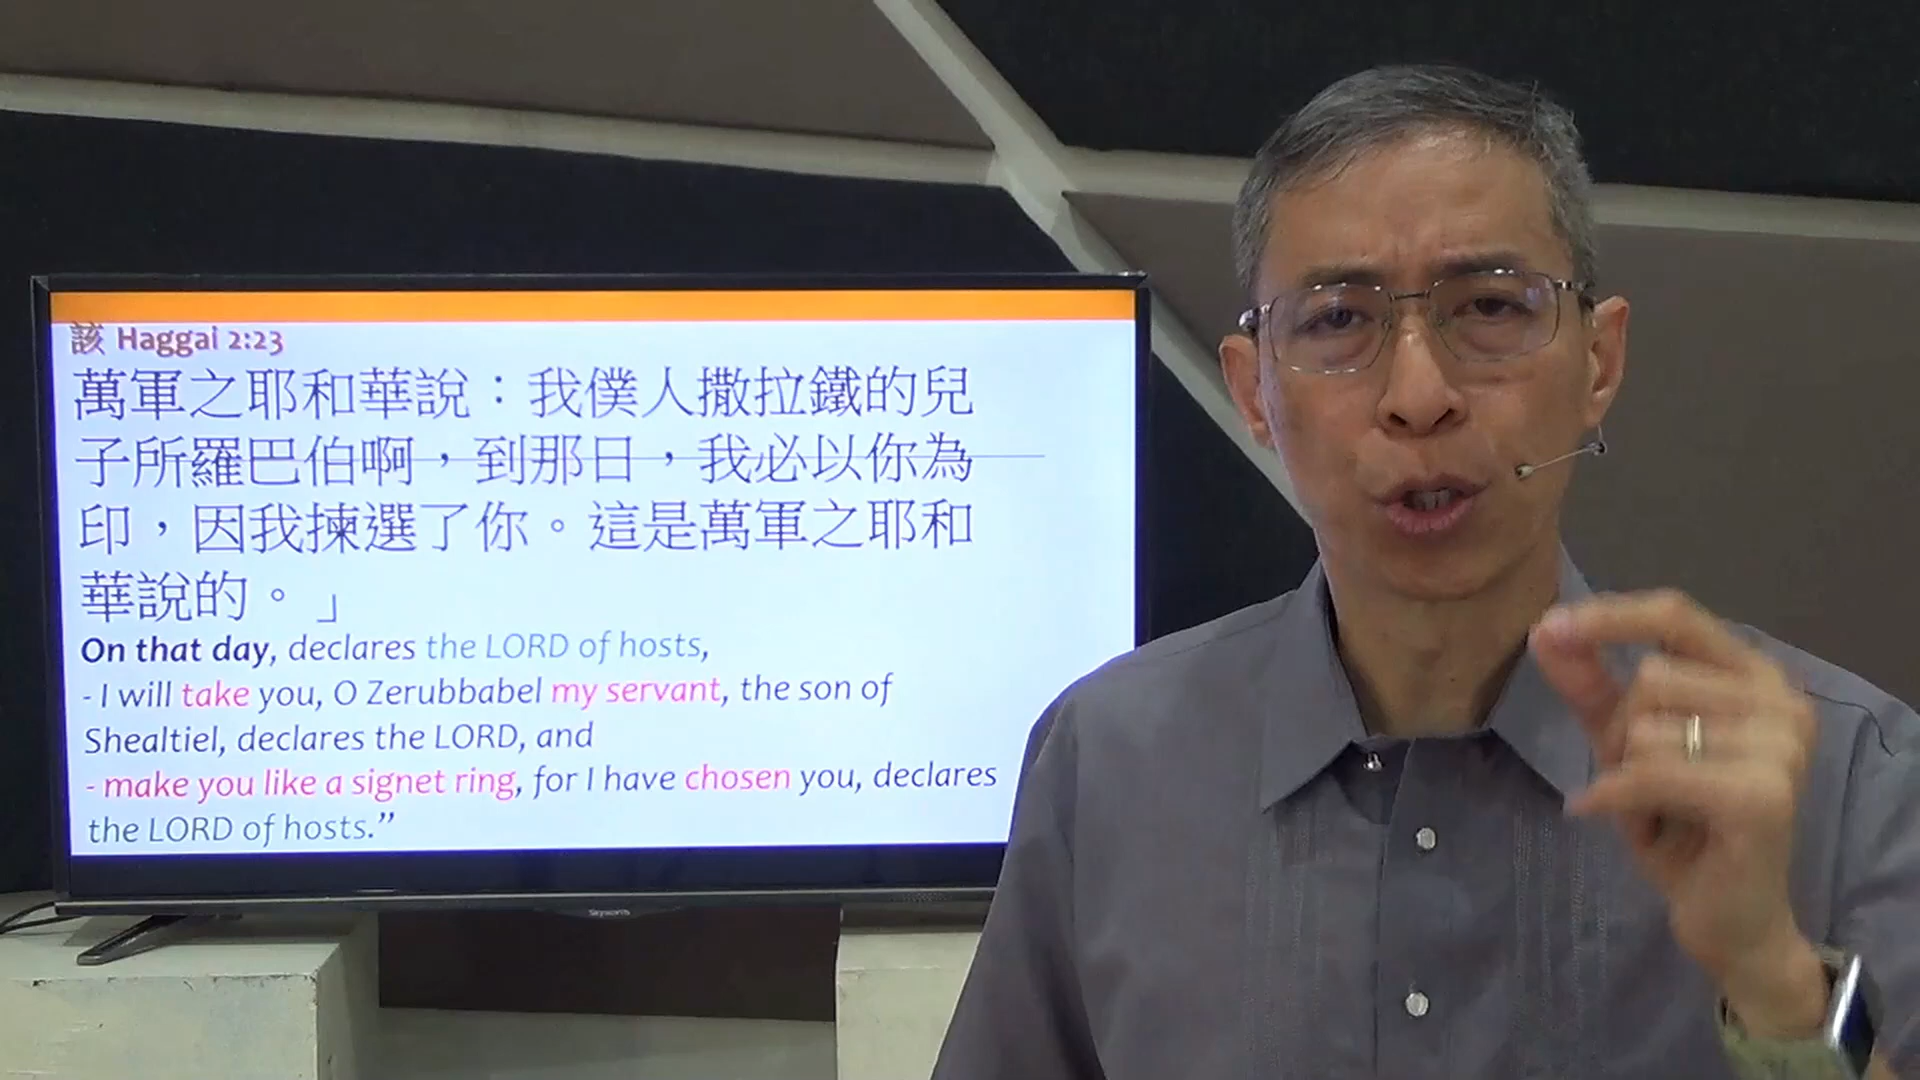 該 Haggai 2:23
萬軍之耶和華說：我僕人撒拉鐵的兒
子所羅巴伯啊，到那日，我必以你為
印，因我揀選了你。這是萬軍之耶和
華說的。」
On that day, declares the LORD of hosts,
- I will take you, O Zerubbabel my servant, the son of
Shealtiel, declares the LORD, and
- make you like a signet ring, for I have chosen you, declares
the LORD of hosts.”
Skyworth